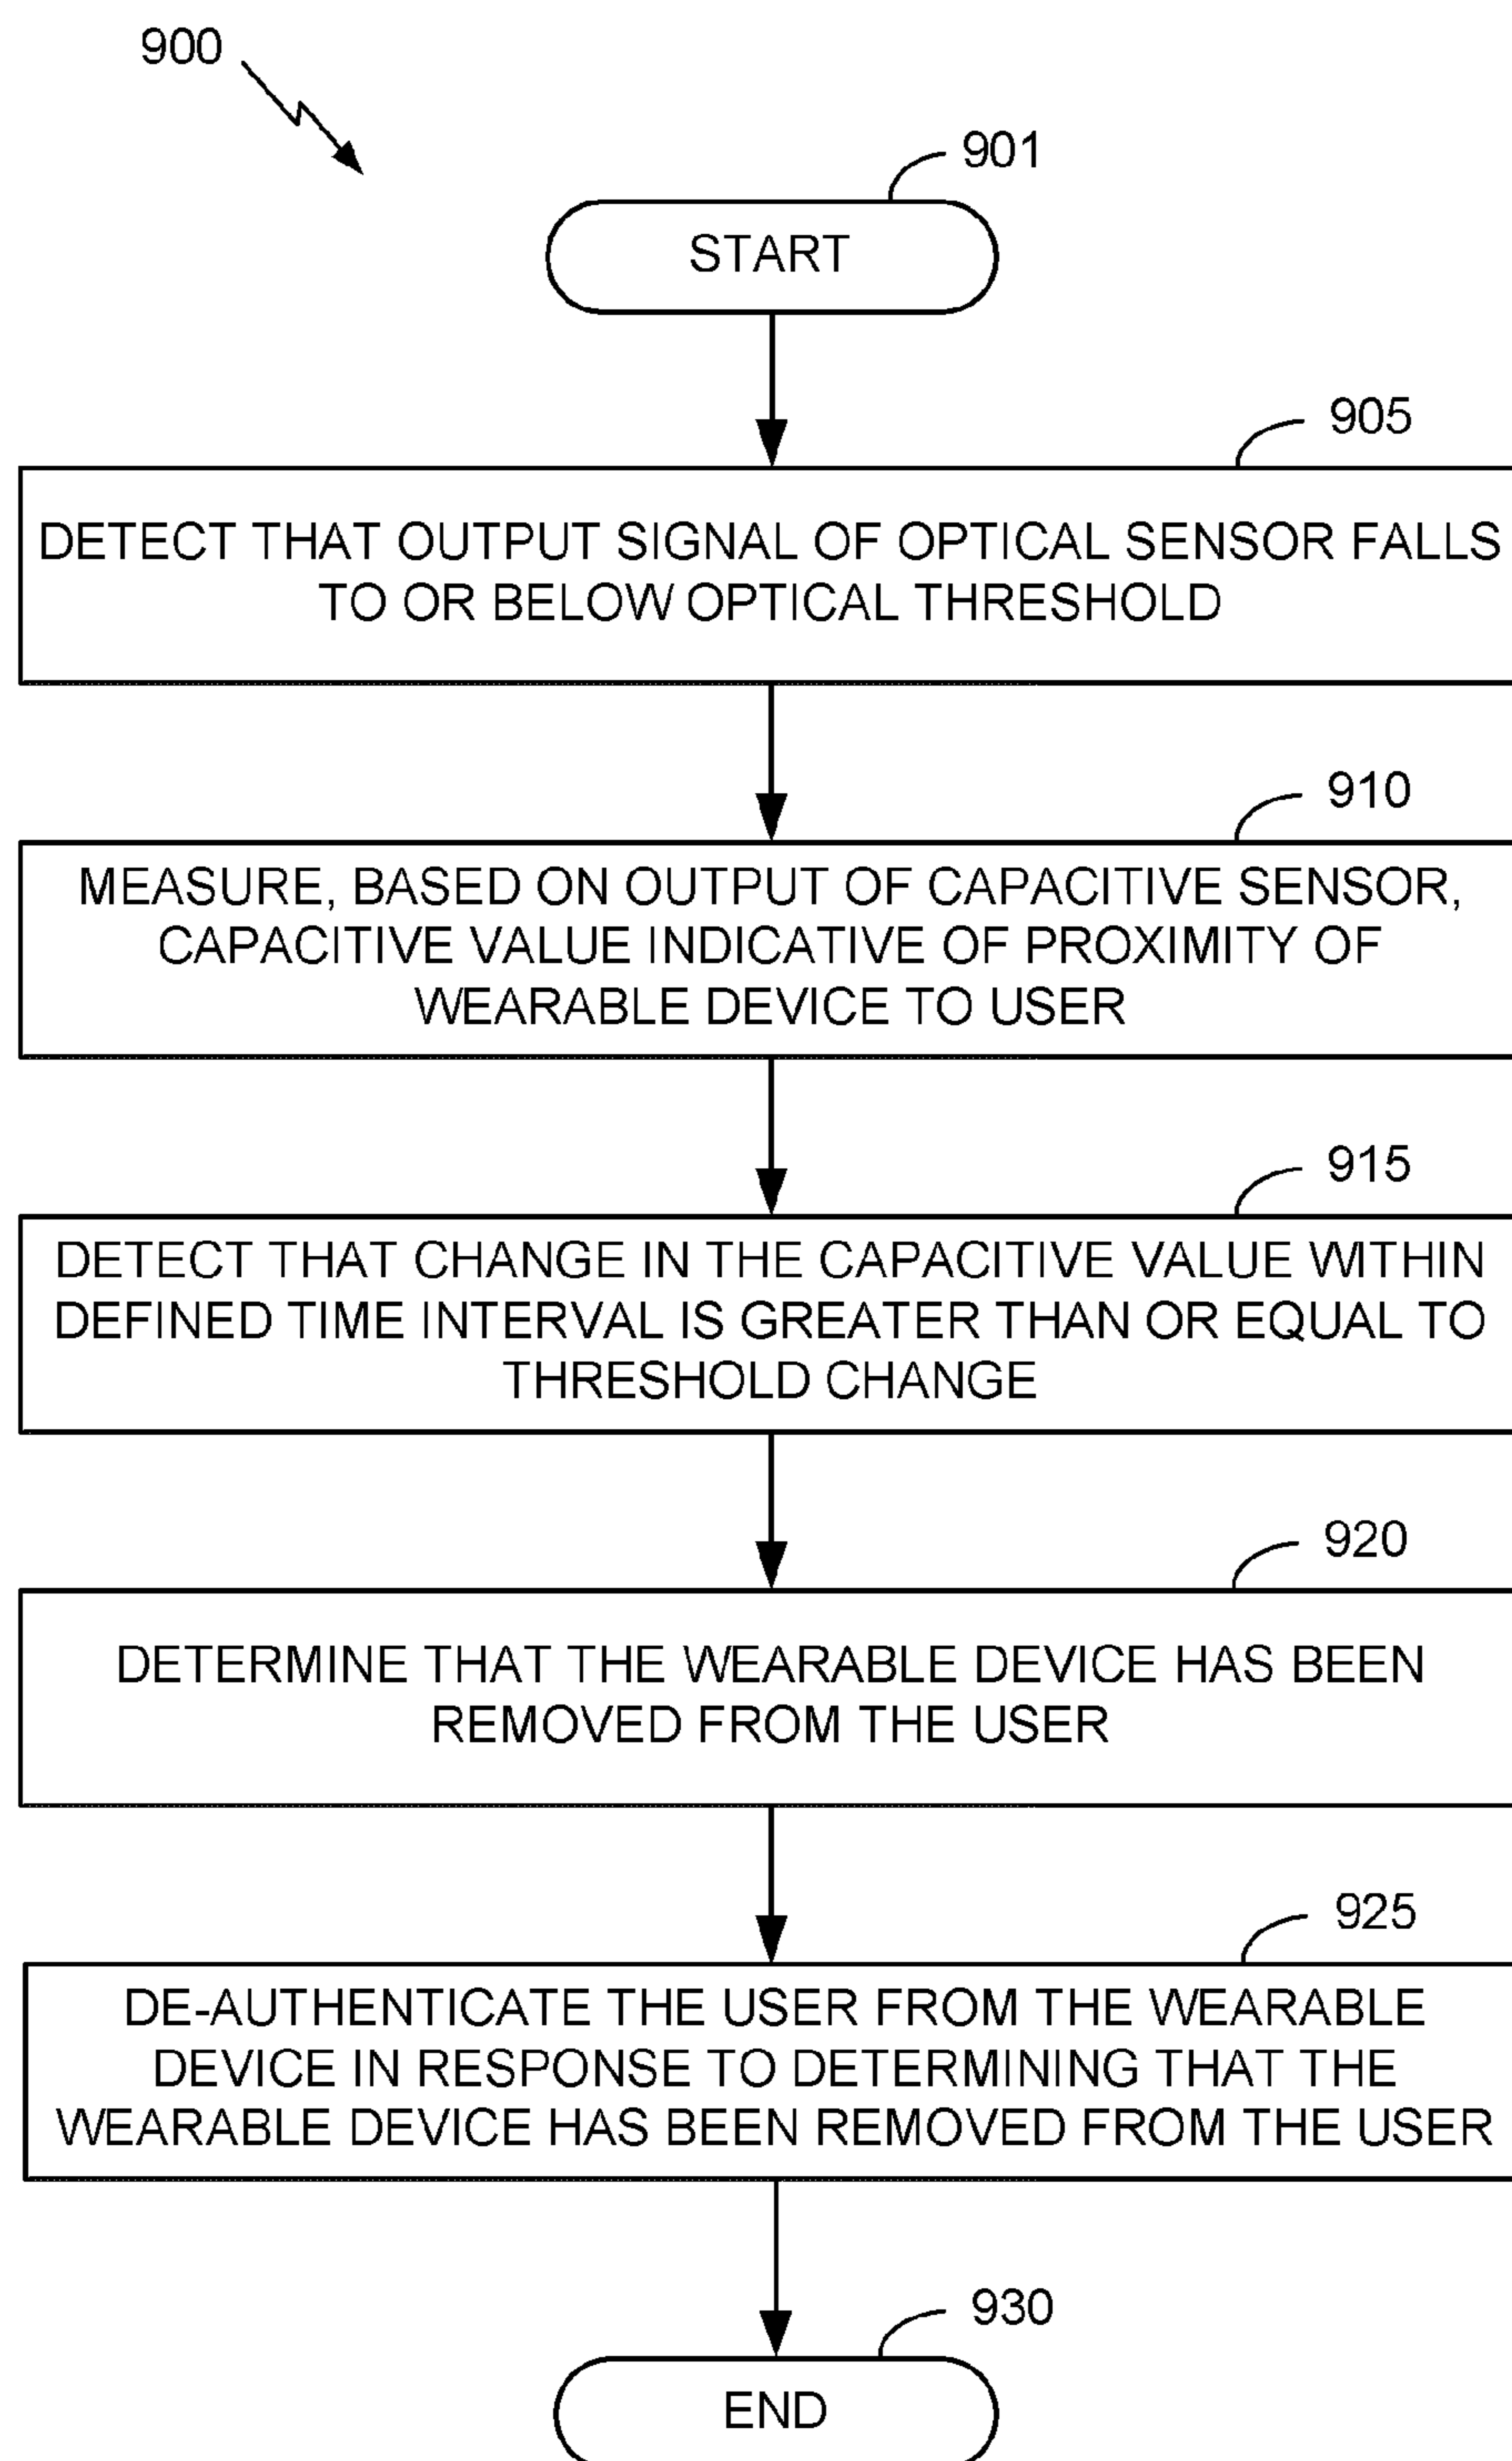 900
901
START
905
DETECT THAT OUTPUT SIGNAL OF OPTICAL SENSOR FALLS
TO OR BELOW OPTICAL THRESHOLD
910
MEASURE, BASED ON OUTPUT OF CAPACITIVE SENSOR,
CAPACITIVE VALUE INDICATIVE OF PROXIMITY OF
WEARABLE DEVICE TO USER
915
DETECT THAT CHANGE IN THE CAPACITIVE VALUE WITHIN
DEFINED TIME INTERVAL IS GREATER THAN OR EQUAL TO
THRESHOLD CHANGE
920
DETERMINE THAT THE WEARABLE DEVICE HAS BEEN
REMOVED FROM THE USER
925
DE-AUTHENTICATE THE USER FROM THE WEARABLE
DEVICE IN RESPONSE TO DETERMINING THAT THE
WEARABLE DEVICE HAS BEEN REMOVED FROM THE USER
930
END